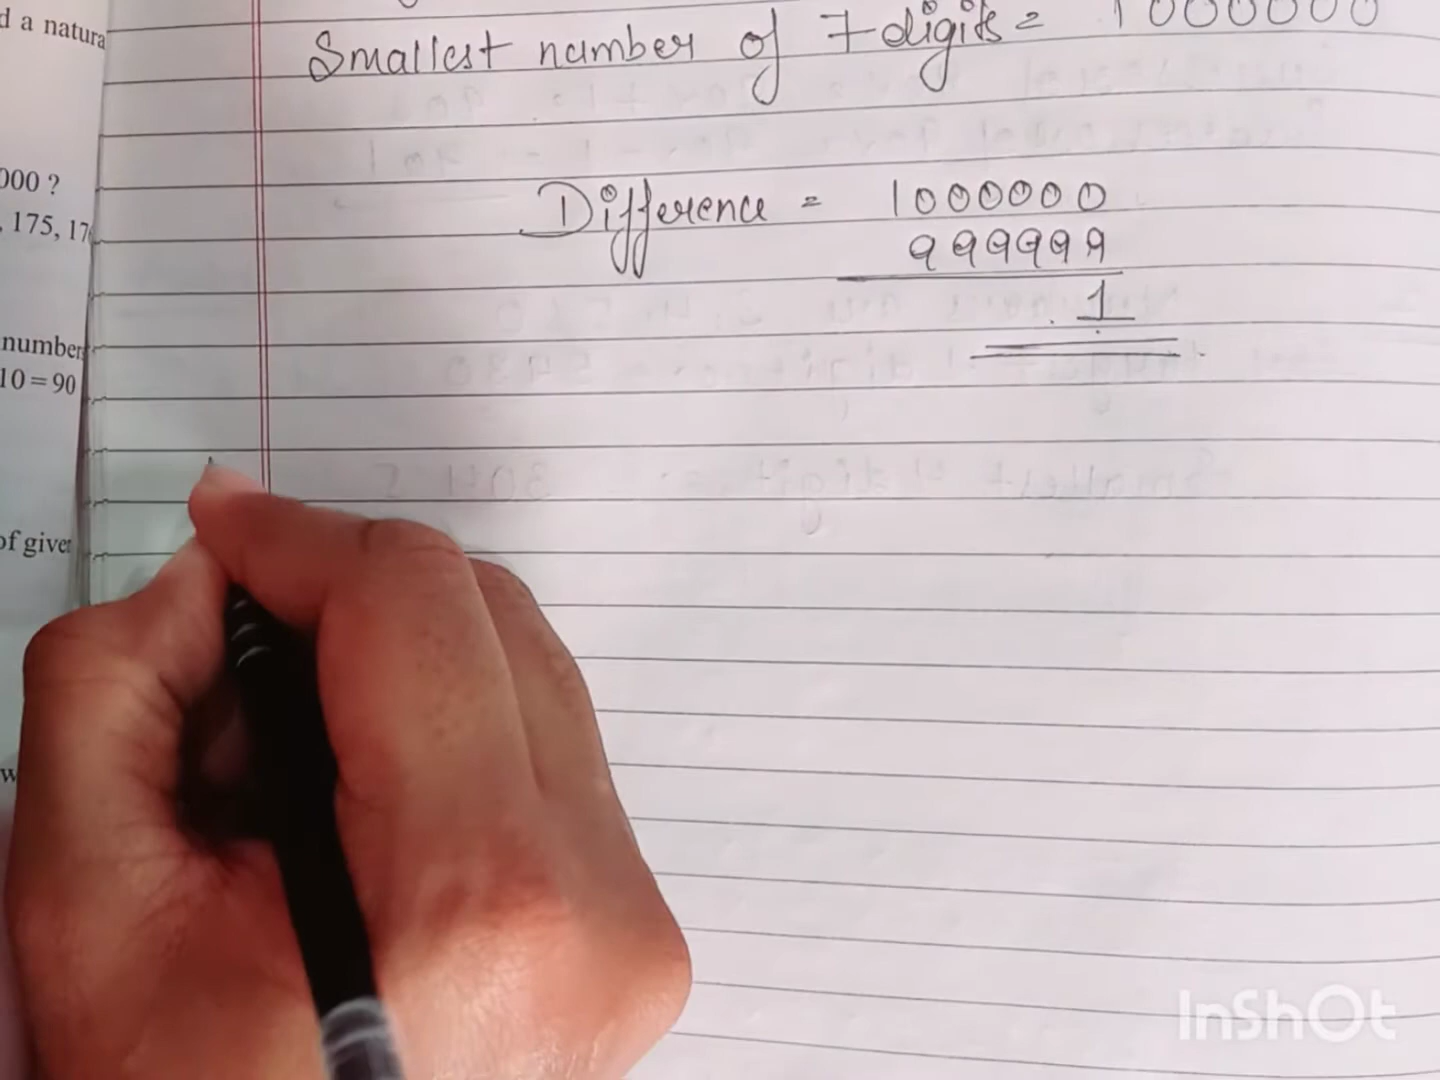 d a natura
Smallest number of 7 digits = 1000000
000 ?
, 175, 17
Difference = 1000000
999999
1
number
10 = 90
of given
w
InShOt